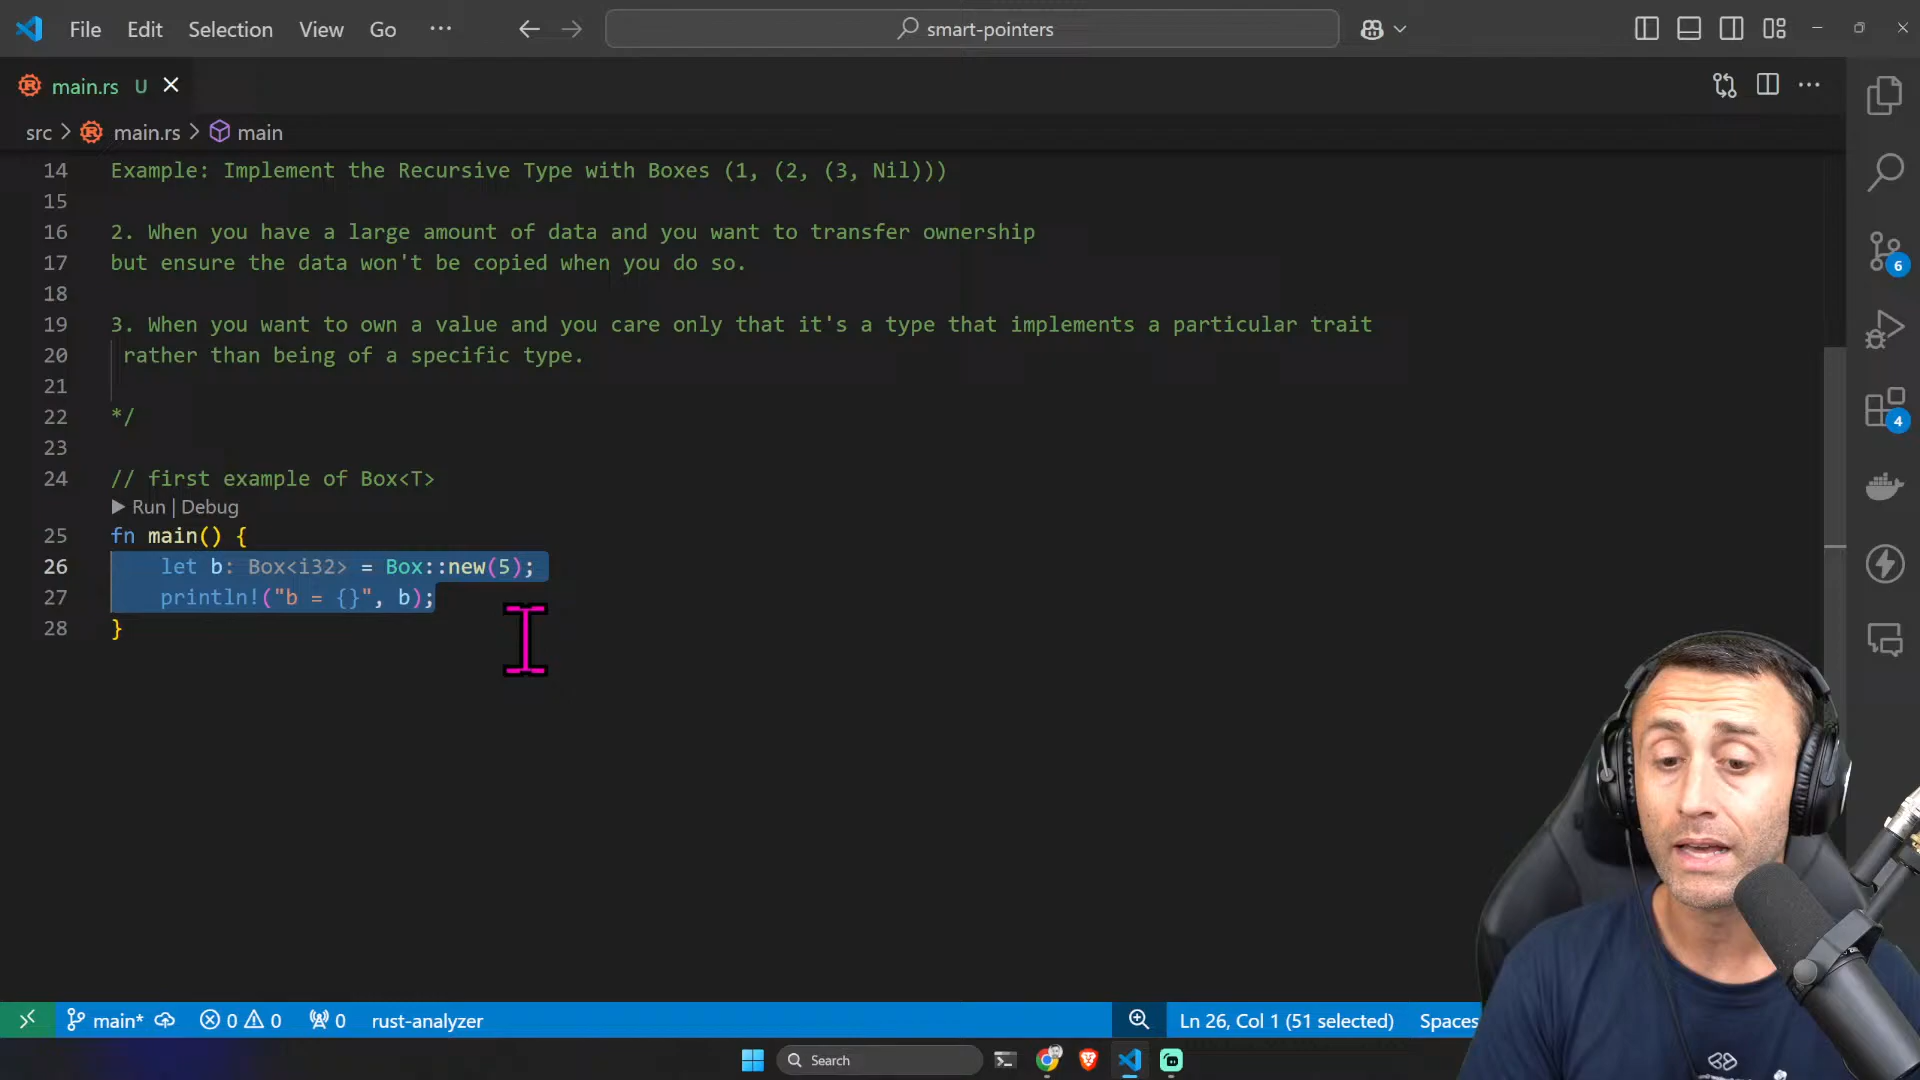 File Edit Selection View Go ... smart-pointers
main.rs U
src > main.rs > main
14 Example: Implement the Recursive Type with Boxes (1, (2, (3, Nil)))
15
16 2. When you have a large amount of data and you want to transfer ownership
17 but ensure the data won't be copied when you do so.
18
19 3. When you want to own a value and you care only that it's a type that implements a particular trait
20 rather than being of a specific type.
21
22 */
23
24 // first example of Box<T>
Run | Debug
25 fn main() {
26 let b: Box<i32> = Box::new(5);
27 println!("b = {}", b);
28 }
6
4
main* 0 0 0 rust-analyzer Ln 26, Col 1 (51 selected) Spaces
Search